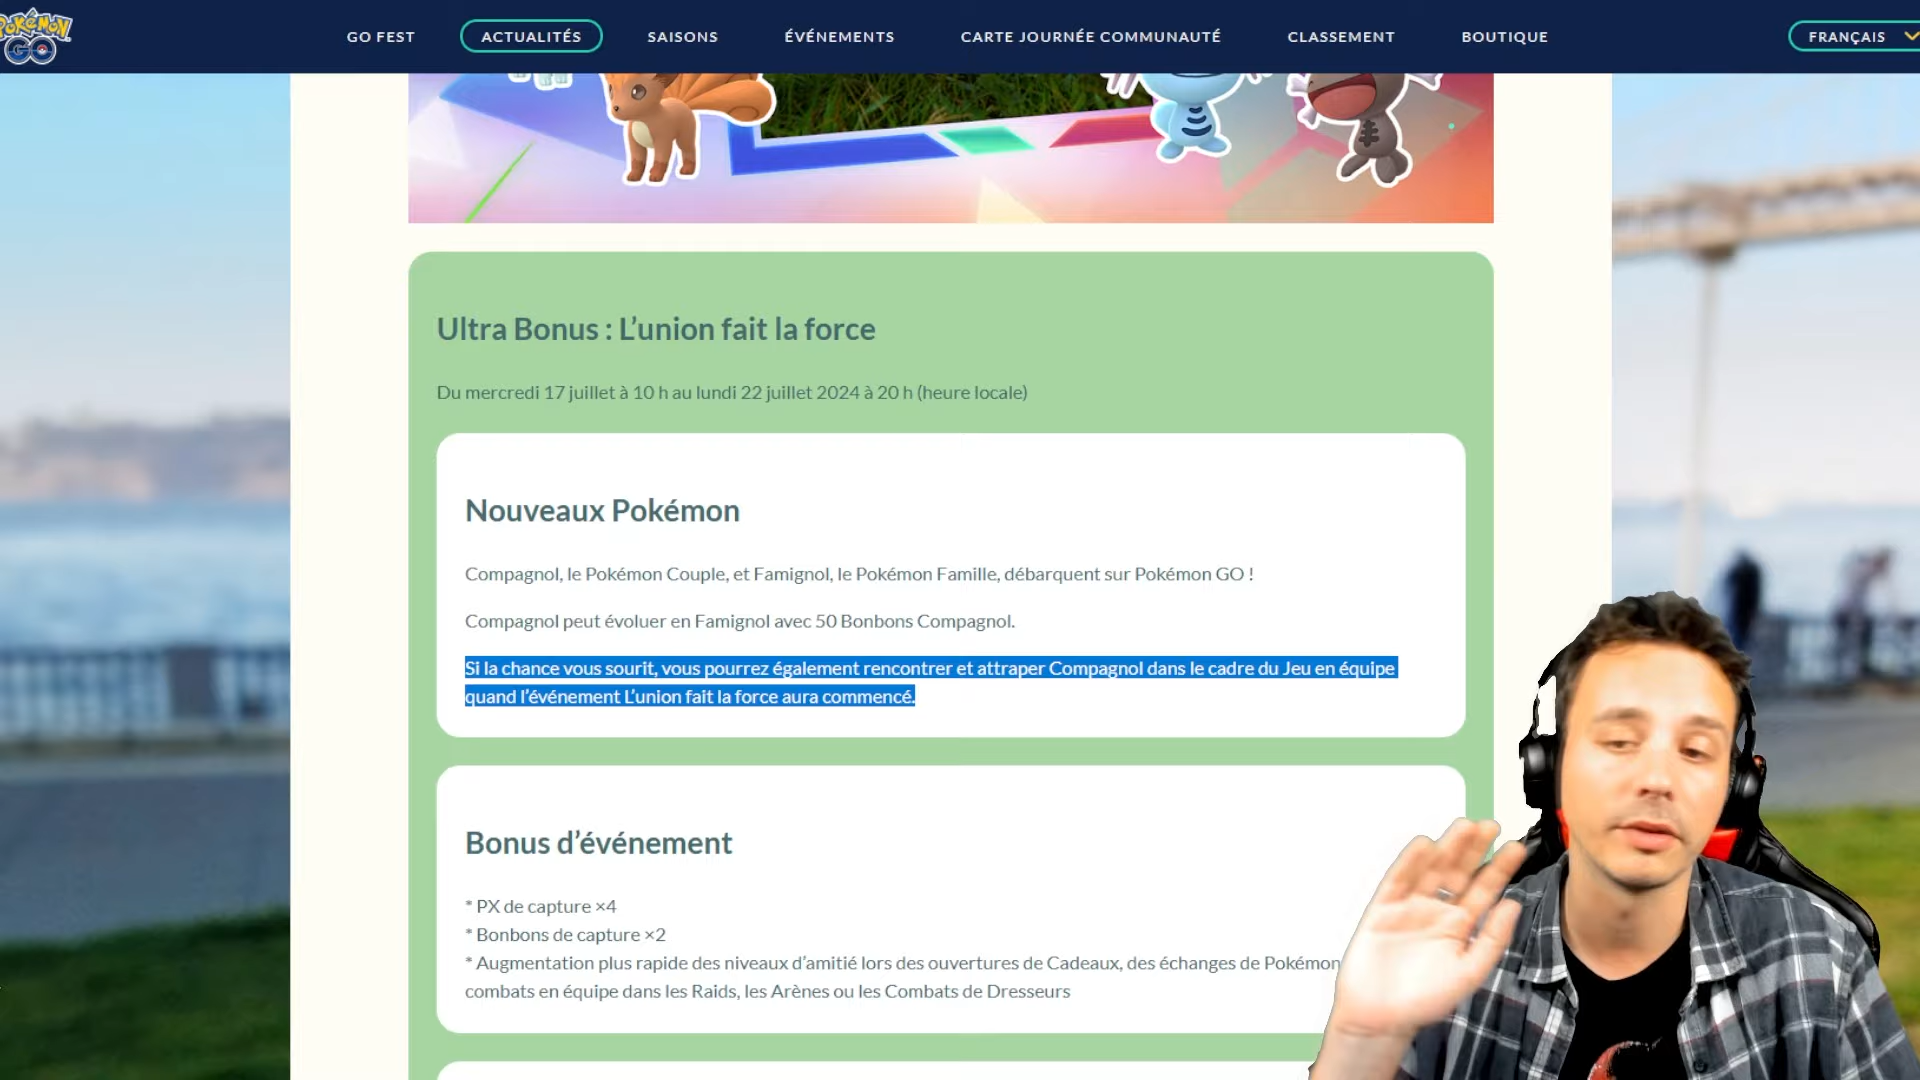 POKÉMON
GO
GO FEST
ACTUALITÉS
SAISONS
ÉVÉNEMENTS
CARTE JOURNÉE COMMUNAUTÉ
CLASSEMENT
BOUTIQUE
FRANÇAIS
Ultra Bonus : L’union fait la force
Du mercredi 17 juillet à 10 h au lundi 22 juillet 2024 à 20 h (heure locale)
Nouveaux Pokémon
Compagnol, le Pokémon Couple, et Famignol, le Pokémon Famille, débarquent sur Pokémon GO !
Compagnol peut évoluer en Famignol avec 50 Bonbons Compagnol.
Si la chance vous sourit, vous pourrez également rencontrer et attraper Compagnol dans le cadre du Jeu en équipe
quand l’événement L’union fait la force aura commencé.
Bonus d’événement
* PX de capture ×4
* Bonbons de capture ×2
* Augmentation plus rapide des niveaux d’amitié lors des ouvertures de Cadeaux, des échanges de Pokémon
combats en équipe dans les Raids, les Arènes ou les Combats de Dresseurs